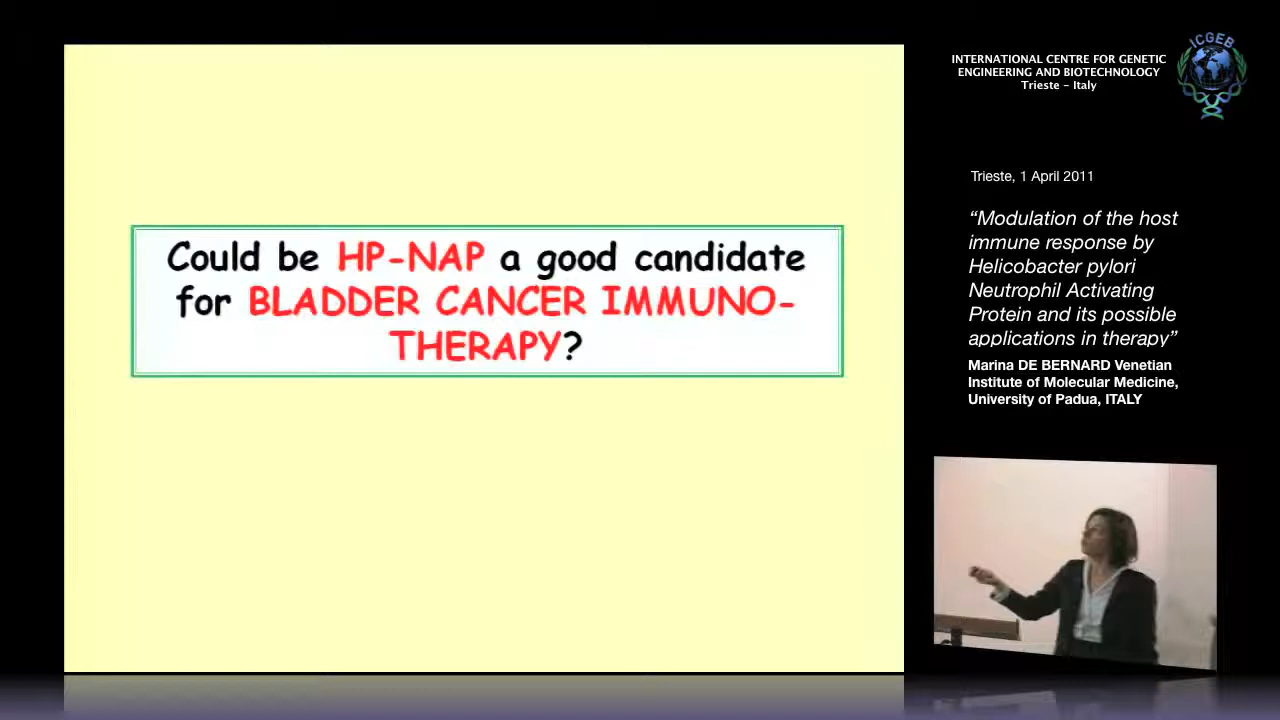 Could be HP-NAP a good candidate
for BLADDER CANCER IMMUNO-
THERAPY?
INTERNATIONAL CENTRE FOR GENETIC
ENGINEERING AND BIOTECHNOLOGY
Trieste - Italy
ICGEB
Trieste, 1 April 2011
“Modulation of the host
immune response by
Helicobacter pylori
Neutrophil Activating
Protein and its possible
applications in therapy”
Marina DE BERNARD Venetian
Institute of Molecular Medicine,
University of Padua, ITALY